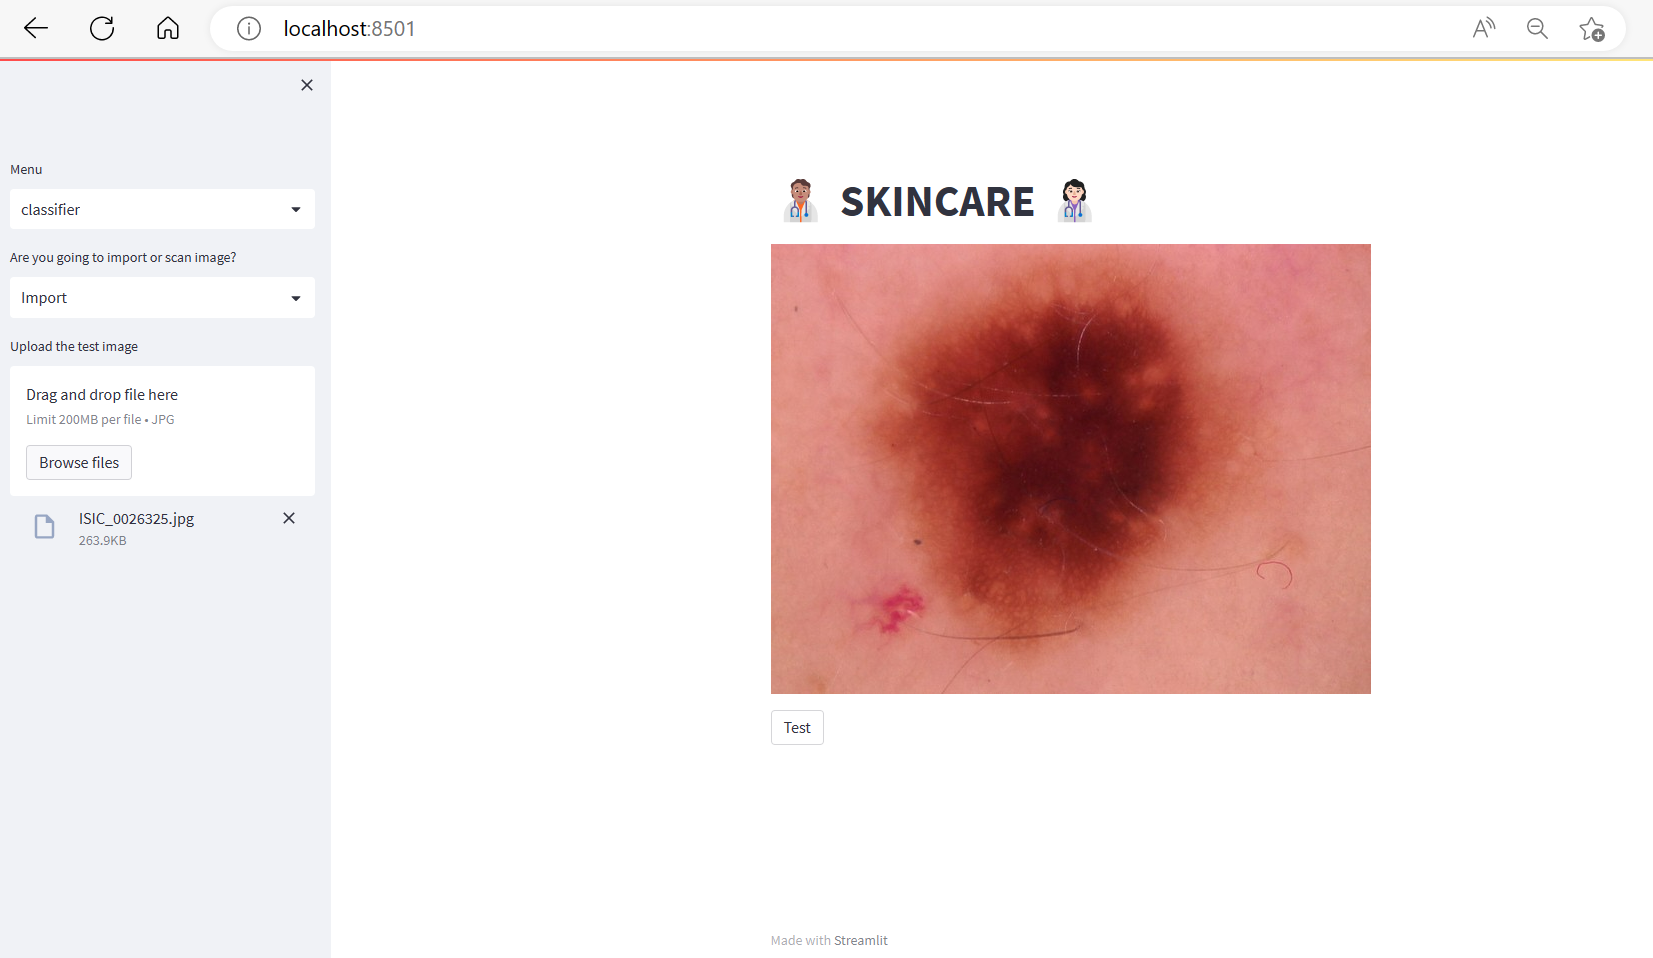 localhost:8501
Menu
classifier
Are you going to import or scan image?
Import
Upload the test image
Drag and drop file here
Limit 200MB per file • JPG
Browse files
ISIC_0026325.jpg
263.9KB
SKINCARE
Test
Made with Streamlit